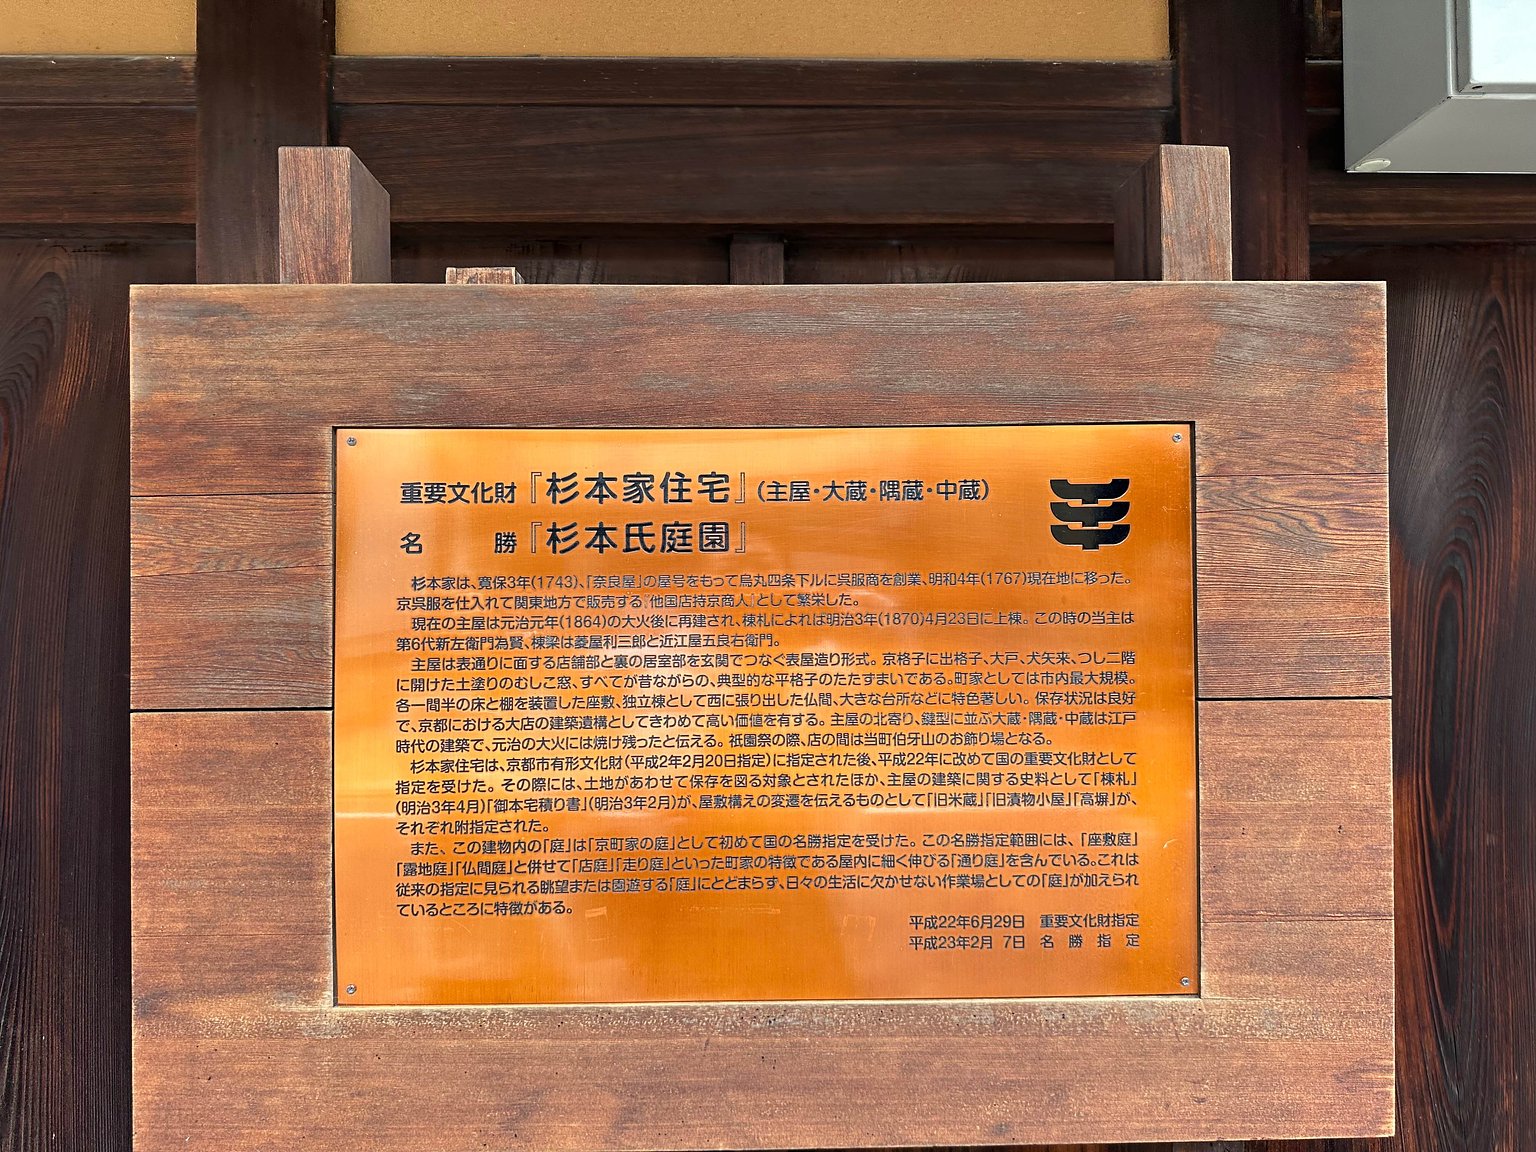 重要文化財『杉本家住宅』(主屋・大蔵・隅蔵・中蔵)
名勝『杉本氏庭園』
杉本家は、寛保3年(1743)、「奈良屋」の屋号をもって烏丸四条下ルに呉服商を創業、明和4年(1767)現在地に移った。
京呉服を仕入れて関東地方で販売する「他国店持京商人」として繁栄した。
現在の主屋は元治元年(1864)の大火後に再建され、棟札によれば明治3年(1870)4月23日に上棟。この時の当主は
第6代新左衛門為賢、棟梁は菱屋利三郎と近江屋五良右衛門。
主屋は表通りに面する店舗部と裏の居室部を玄関でつなぐ表屋造り形式。京格子に出格子、大戸、犬矢来、つし二階
に開けた土塗りのむしこ窓、すべてが昔ながらの、典型的な平格子のたたずまいである。町家としては市内最大規模。
各一間半の床と棚を装置した座敷、独立棟として西に張り出した仏間、大きな台所などに特色著しい。保存状況は良好
で、京都における大店の建築遺構としてきわめて高い価値を有する。主屋の北寄り、鍵型に並ぶ大蔵・隅蔵・中蔵は江戸
時代の建築で、元治の大火には焼け残ったと伝える。祇園祭の際、店の間は当町伯牙山のお飾り場となる。
杉本家住宅は、京都市有形文化財(平成2年2月20日指定)に指定された後、平成22年に改めて国の重要文化財として
指定を受けた。その際には、土地があわせて保存を図る対象とされたほか、主屋の建築に関する史料として「棟札」
(明治3年4月)「御本宅積り書」(明治3年2月)が、屋敷構えの変遷を伝えるものとして「旧米蔵」「旧漬物小屋」「高塀」が、
それぞれ附指定された。
また、この建物内の「庭」は「京町家の庭」として初めて国の名勝指定を受けた。この名勝指定範囲には、「座敷庭」
「露地庭」「仏間庭」と併せて「店庭」「走り庭」といった町家の特徴である屋内に細く伸びる「通り庭」を含んでいる。これは
従来の指定に見られる眺望または園遊する「庭」にとどまらず、日々の生活に欠かせない作業場としての「庭」が加えられ
ているところに特徴がある。
平成22年6月29日 重要文化財指定
平成23年2月 7日 名勝指定